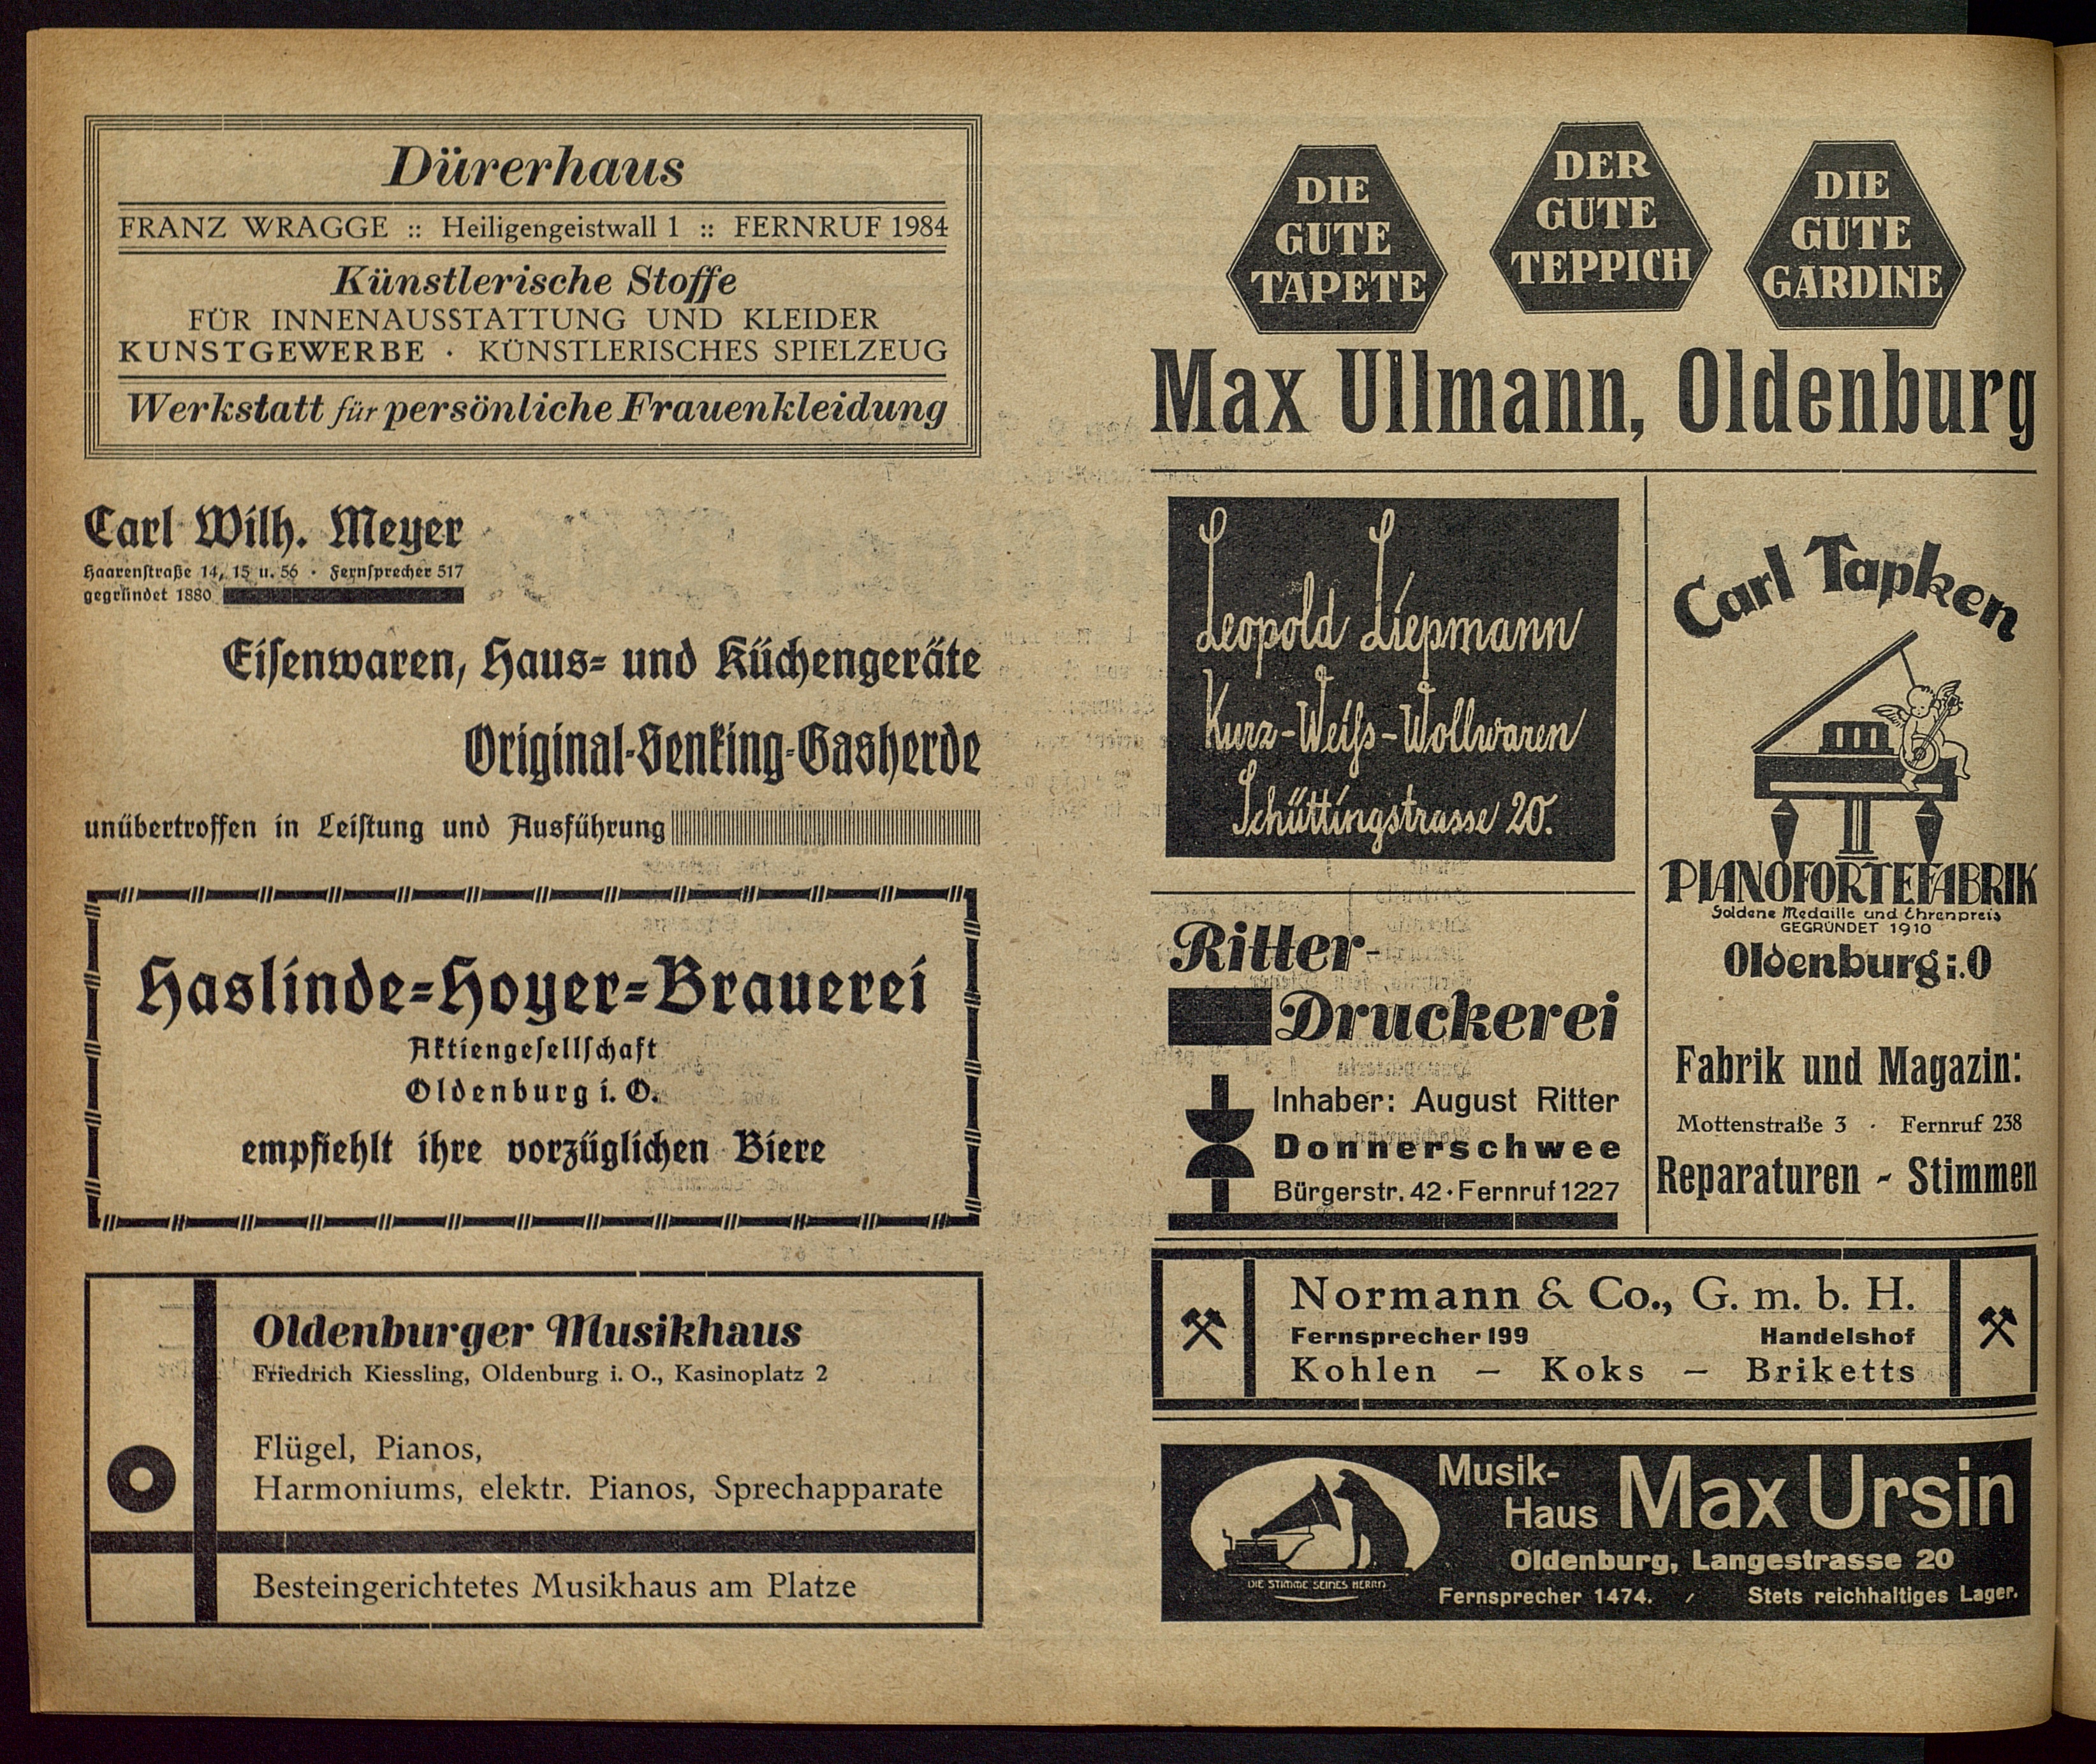 Dürerhaus
FRANZ WRAGGE :: Heiligengeistwall 1 :: FERNRUF 1984
Künstlerische Stoffe
FÜR INNENAUSSTATTUNG UND KLEIDER
KUNSTGEWERBE · KÜNSTLERISCHES SPIELZEUG
Werkstatt für persönliche Frauenkleidung
Carl Wilh. Meyer
Haarenstraße 14, 15 u. 56 · Fernsprecher 517
gegründet 1880
Eisenwaren, Haus- und Küchengeräte
Original-Senking-Gasherde
unübertroffen in Leistung und Ausführung
Haslinde-Hoyer-Brauerei
Aktiengesellschaft
Oldenburg i. O.
empfiehlt ihre vorzüglichen Biere
Oldenburger Musikhaus
Friedrich Kiessling, Oldenburg i. O., Kasinoplatz 2
Flügel, Pianos,
Harmoniums, elektr. Pianos, Sprechapparate
Besteingerichtetes Musikhaus am Platze
DIE
GUTE
TAPETE
DER
GUTE
TEPPICH
DIE
GUTE
GARDINE
Max Ullmann, Oldenburg
Leopold Liepmann
Kurz-Weiß-Wollwaren
Schüttingstrasse 20.
Carl Tapken
PIANOFORTEFABRIK
Goldene Medaille und Ehrenpreis
GEGRÜNDET 1910
Oldenburg i. O
Fabrik und Magazin:
Mottenstraße 3 · Fernruf 238
Reparaturen - Stimmen
Ritter-
Druckerei
Inhaber: August Ritter
Donnerschwee
Bürgerstr. 42 · Fernruf 1227
Normann & Co., G. m. b. H.
Fernsprecher 199 Handelshof
Kohlen – Koks – Briketts
DIE STIMME SEINES HERRN
Musik-
Haus Max Ursin
Oldenburg, Langestrasse 20
Fernsprecher 1474. / Stets reichhaltiges Lager.